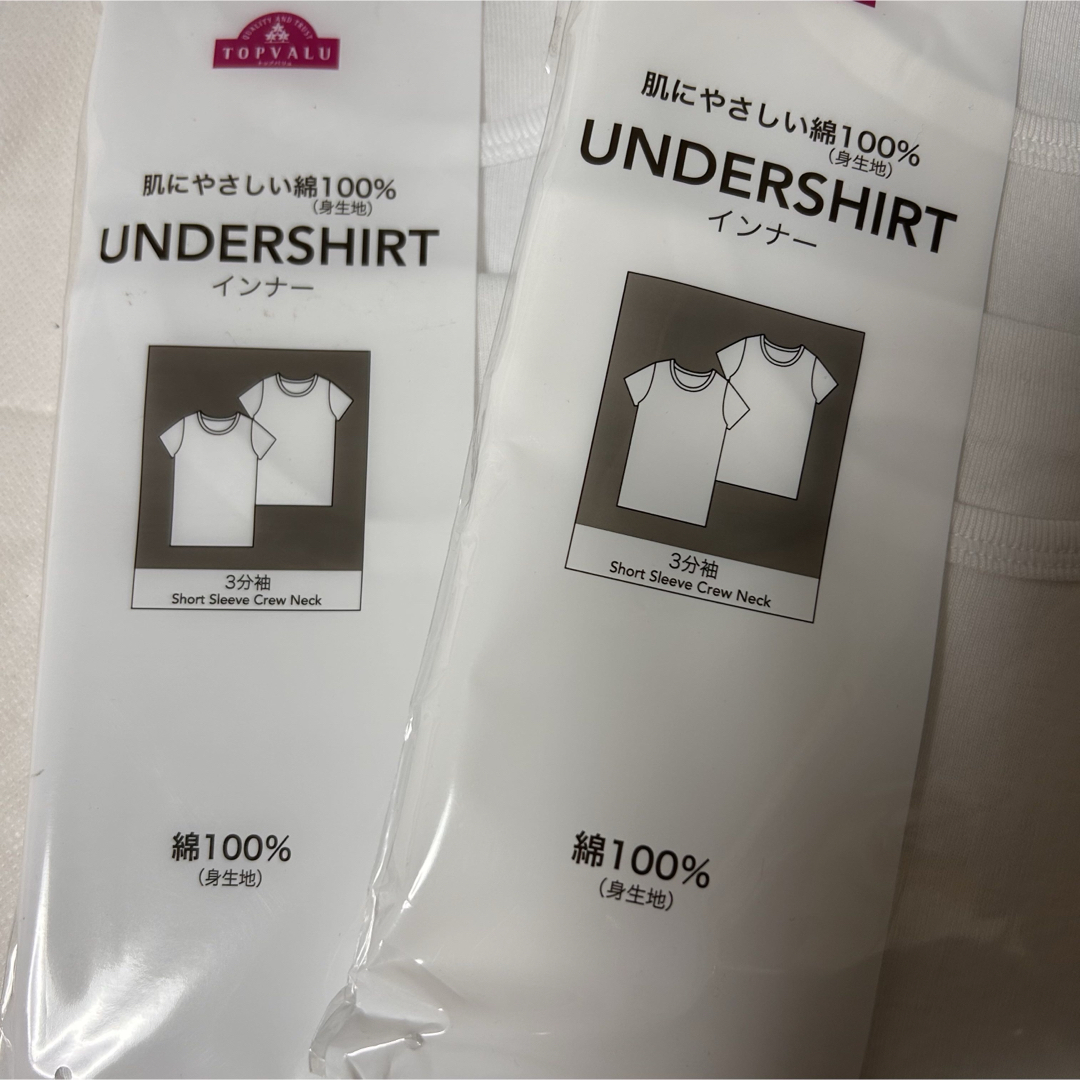 QUALITY AND TRUST
TOPVALU
トップバリュ
肌にやさしい綿100%
(身生地)
UNDERSHIRT
インナー
3分袖
Short Sleeve Crew Neck
綿100%
(身生地)
肌にやさしい綿100%
(身生地)
UNDERSHIRT
インナー
3分袖
Short Sleeve Crew Neck
綿100%
(身生地)